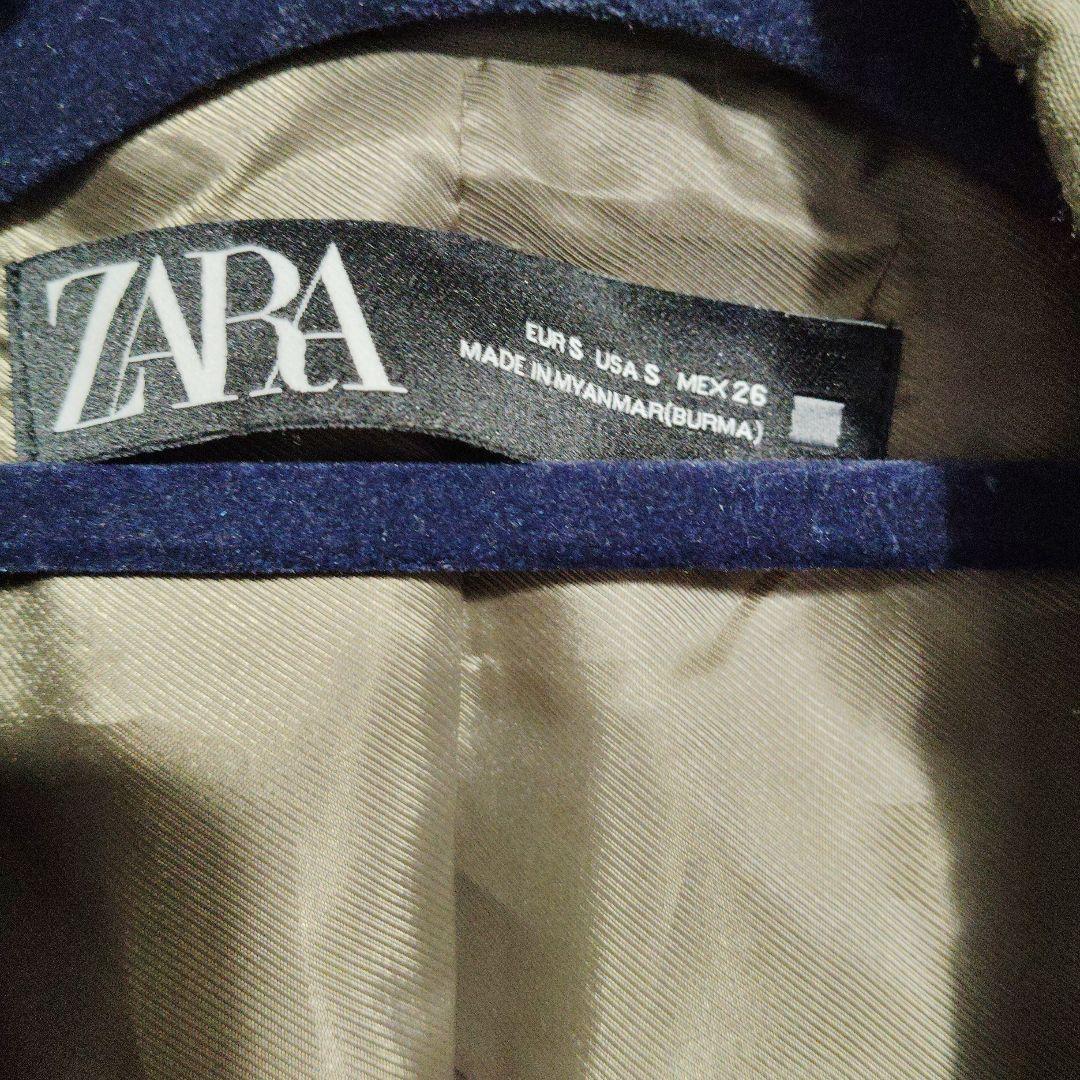 ZARA
EUR S USA S MEX 26
MADE IN MYANMAR(BURMA)